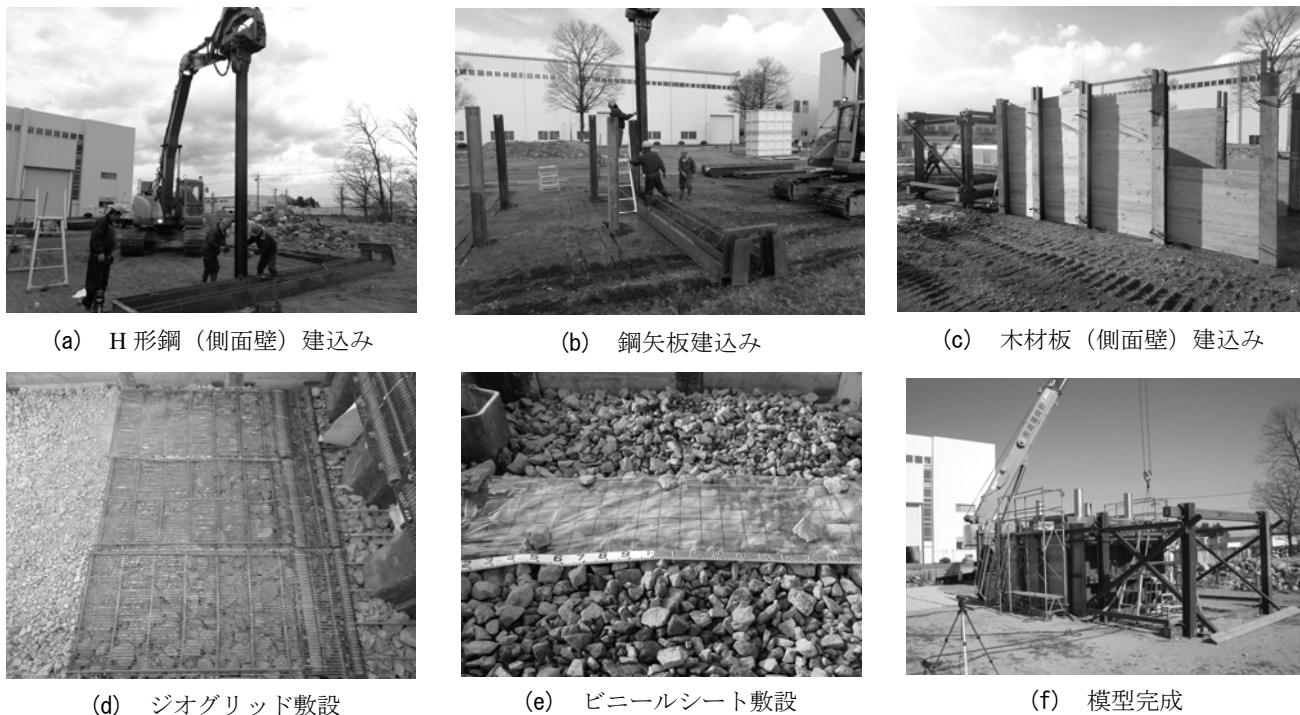 (a) H 形鋼（側面壁）建込み
(b) 鋼矢板建込み
(c) 木材板（側面壁）建込み
(d) ジオグリッド敷設
(e) ビニールシート敷設
(f) 模型完成